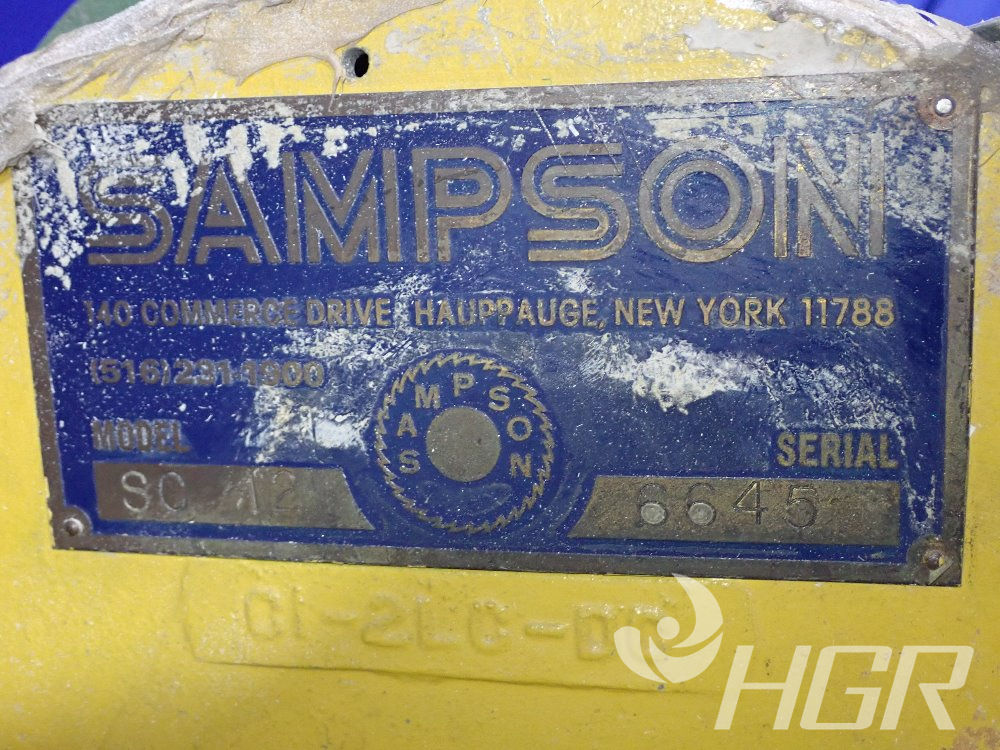 SAMPSON
140 COMMERCE DRIVE, HAUPPAUGE, NEW YORK 11788
(516)231-1900
SAMPSON
MODEL
SERIAL
SC 12
6645
HGR